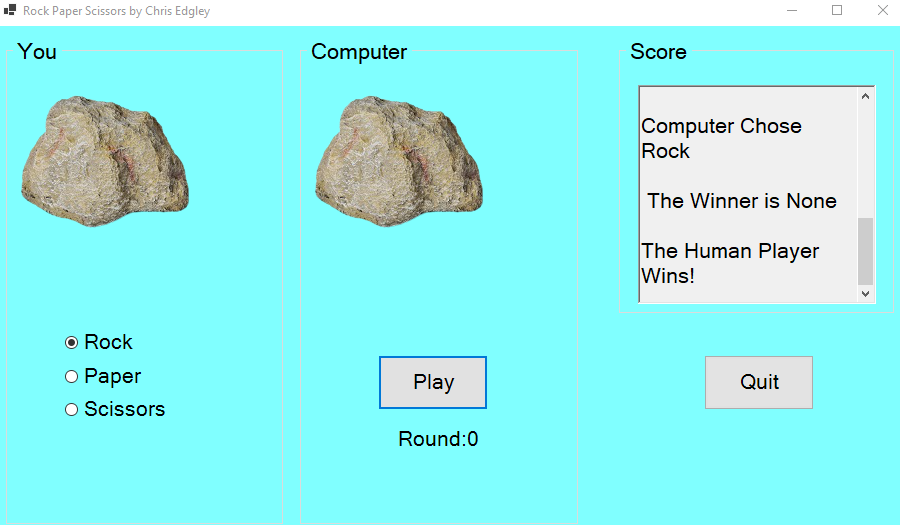 Rock Paper Scissors by Chris Edgley
You
Computer
Score
Computer Chose
Rock
The Winner is None
The Human Player
Wins!
Rock
Paper
Scissors
Play
Quit
Round:0